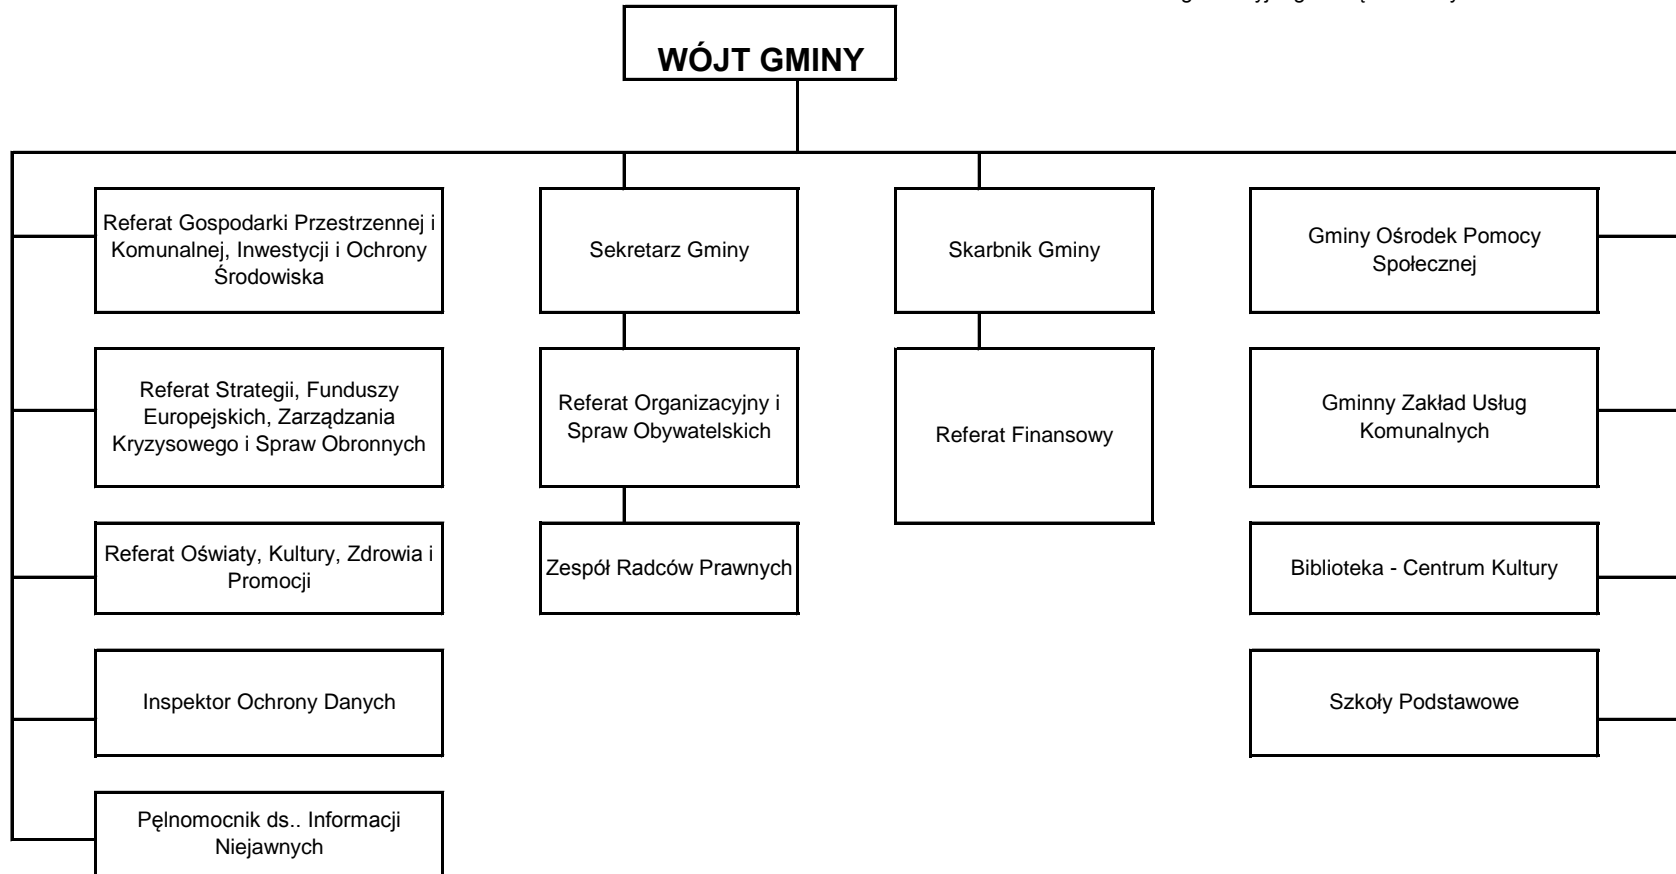 WÓJT GMINY
Referat Gospodarki Przestrzennej i
Komunalnej, Inwestycji i Ochrony
Środowiska
Sekretarz Gminy
Skarbnik Gminy
Gminy Ośrodek Pomocy
Społecznej
Referat Strategii, Funduszy
Europejskich, Zarządzania
Kryzysowego i Spraw Obronnych
Referat Organizacyjny i
Spraw Obywatelskich
Referat Finansowy
Gminny Zakład Usług
Komunalnych
Referat Oświaty, Kultury, Zdrowia i
Promocji
Zespół Radców Prawnych
Biblioteka - Centrum Kultury
Inspektor Ochrony Danych
Szkoły Podstawowe
Pęlnomocnik ds.. Informacji
Niejawnych